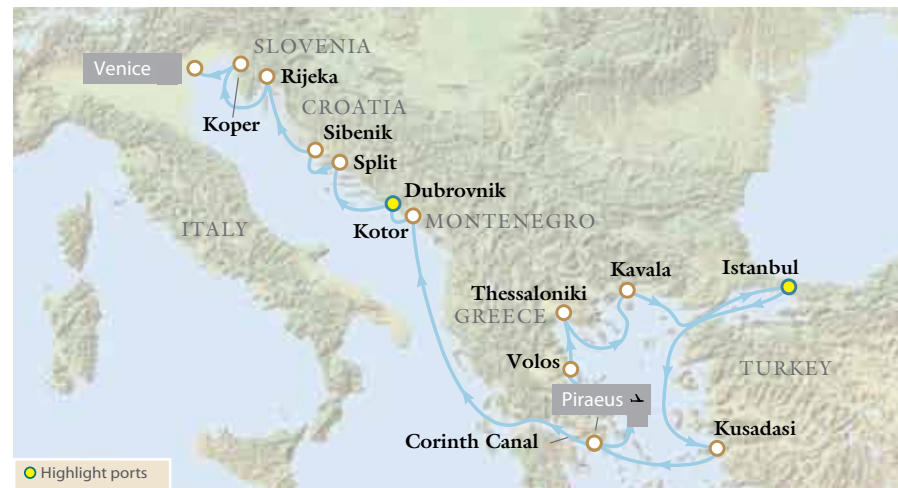 SLOVENIA
Venice
Rijeka
Koper
CROATIA
Sibenik
Split
Dubrovnik
Kotor
MONTENEGRO
ITALY
Kavala
Istanbul
Thessaloniki
GREECE
Volos
TURKEY
Piraeus
Kusadasi
Corinth Canal
Highlight ports